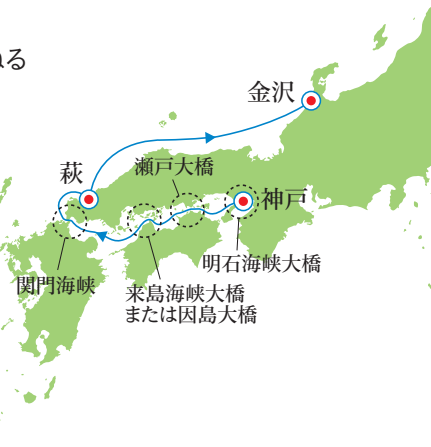 ねる
金沢
萩
瀬戸大橋
神戸
明石海峡大橋
関門海峡
来島海峡大橋
または因島大橋